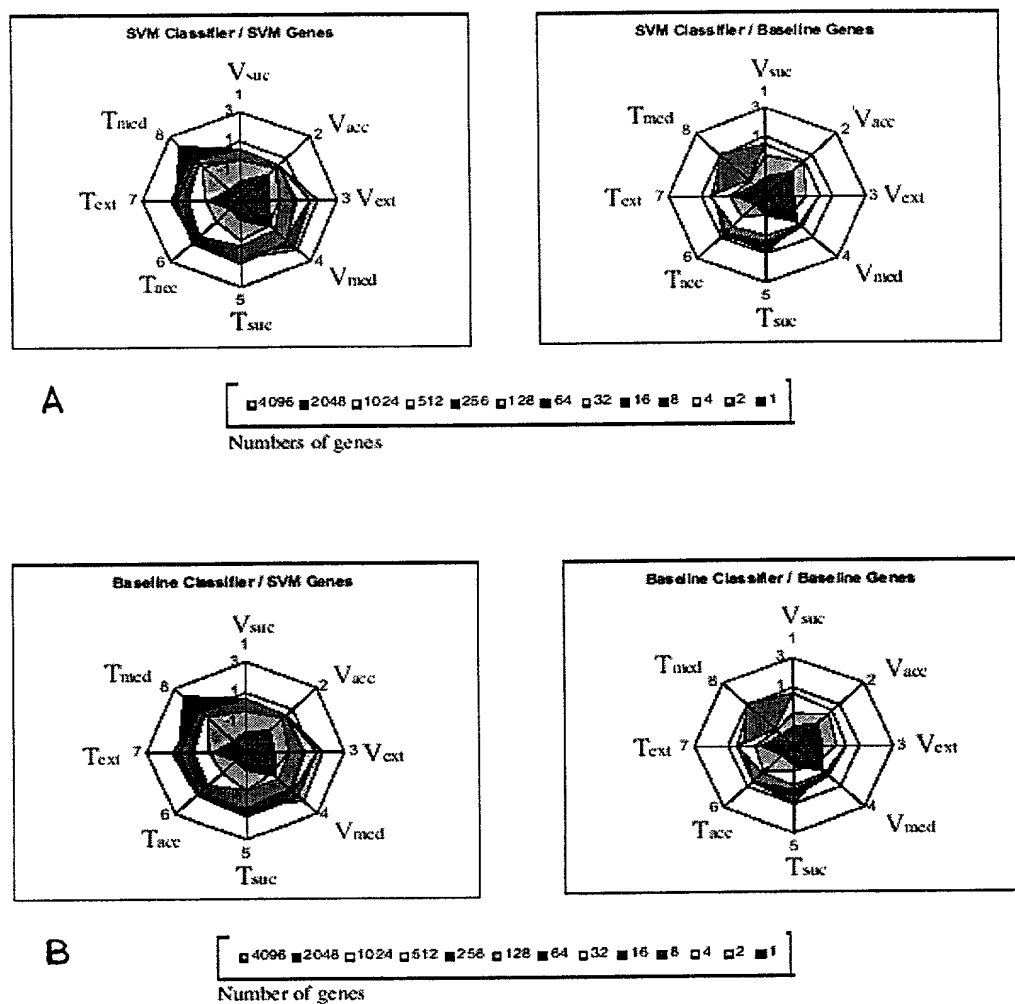 SVM Classifier / SVM Genes
Vsuc
1
3
Tmed
8
1
2
Vacc
-1
Text
7
3
Vext
6
4
Tacc
Vmed
5
Tsuc
SVM Classifier / Baseline Genes
Vsuc
1
3
Tmed
8
1
2
Vacc
Text
7
3
Vext
6
4
Tacc
Vmed
5
Tsuc
A
4096 2048 1024 512 256 128 64 32 16 8 4 2 1
Numbers of genes
Baseline Classifier / SVM Genes
Vsuc
1
3
Tmed
8
1
2
Vacc
-1
Text
7
3
Vext
6
4
Tacc
Vmed
5
Tsuc
Baseline Classifier / Baseline Genes
Vsuc
1
3
Tmed
8
1
2
Vacc
Text
7
3
Vext
6
4
Tacc
Vmed
5
Tsuc
B
4096 2048 1024 512 256 128 64 32 16 8 4 2 1
Number of genes